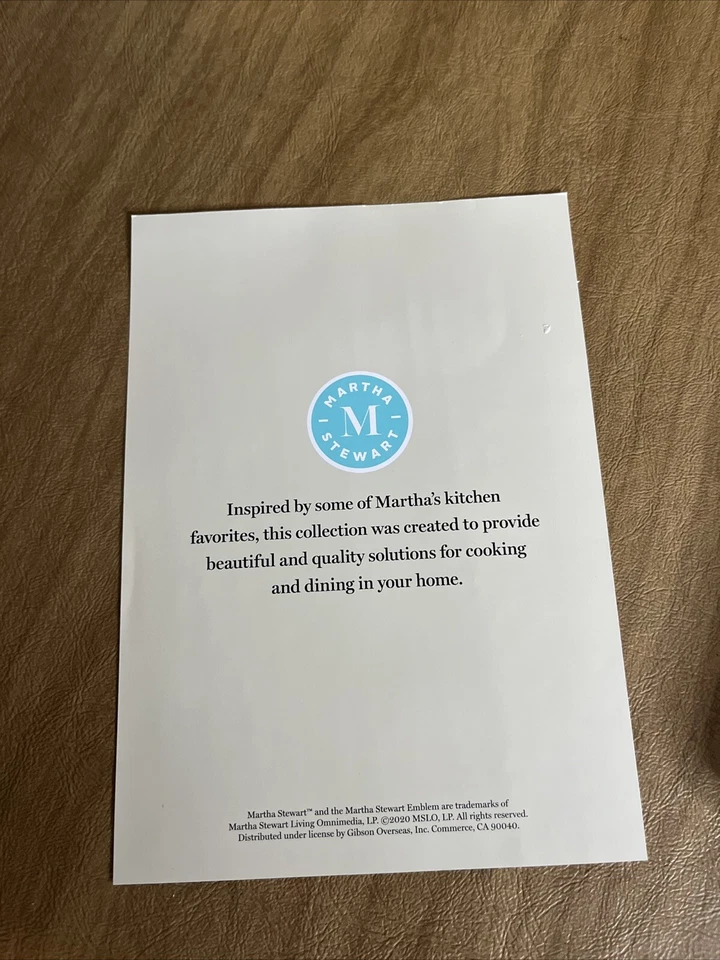 MARTHA
M
STEWART
Inspired by some of Martha's kitchen
favorites, this collection was created to provide
beautiful and quality solutions for cooking
and dining in your home.
Martha Stewart™ and the Martha Stewart Emblem are trademarks of
Martha Stewart Living Omnimedia, LP. ©2020 MSLO, LP. All rights reserved.
Distributed under license by Gibson Overseas, Inc. Commerce, CA 90040.